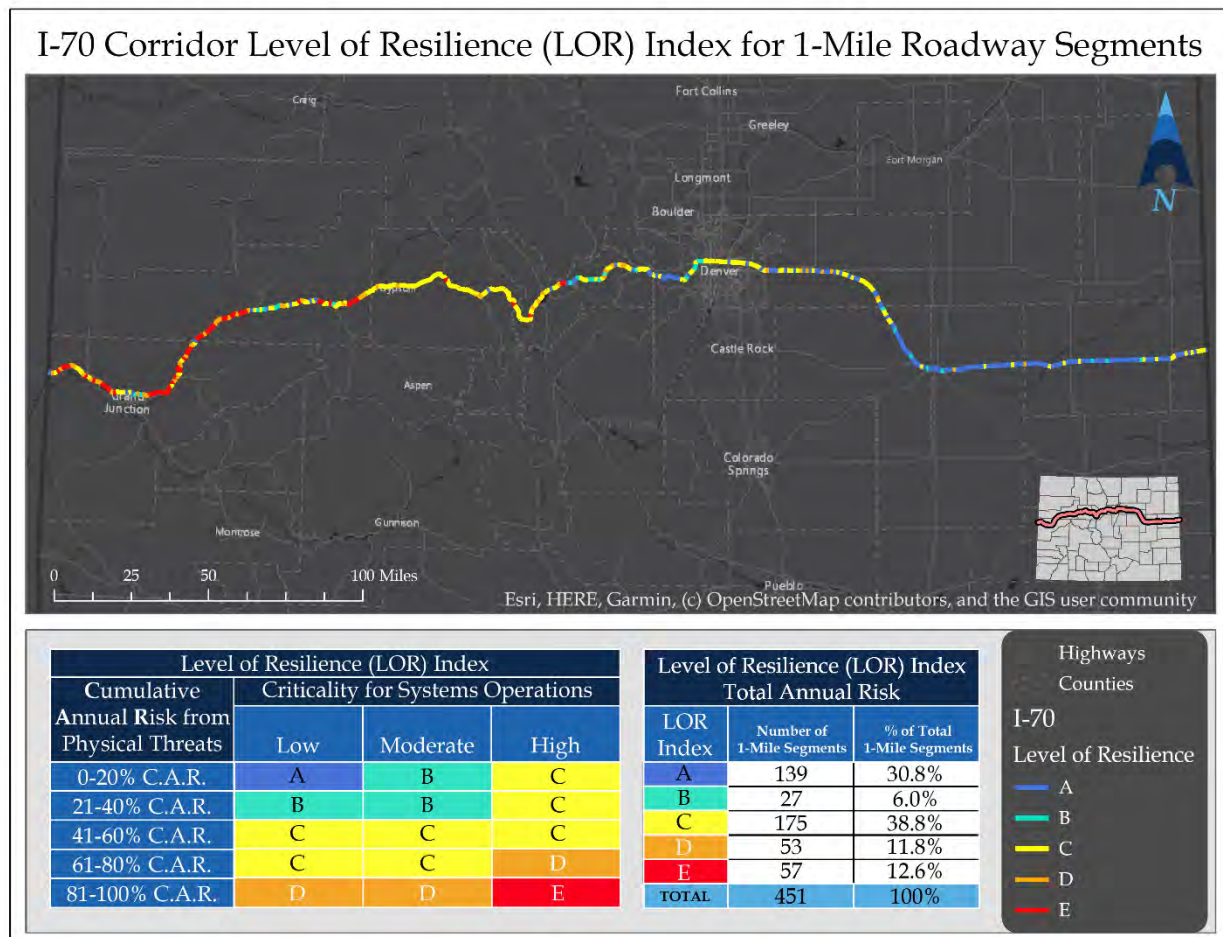 I-70 Corridor Level of Resilience (LOR) Index for 1-Mile Roadway Segments
Craig
Fort Collins
Greeley
Fort Morgan
Longmont
Boulder
N
Denver
Gypsum
Castle Rock
Aspen
Grand
Junction
Colorado
Springs
Gunnison
Montrose
Pueblo
0 25 50 100 Miles
Esri, HERE, Garmin, (c) OpenStreetMap contributors, and the GIS user community
Level of Resilience (LOR) Index
Cumulative
Annual Risk from
Physical Threats
Criticality for Systems Operations
Low Moderate High
0-20% C.A.R. A B C
21-40% C.A.R. B B C
41-60% C.A.R. C C C
61-80% C.A.R. C C D
81-100% C.A.R. D D E
Level of Resilience (LOR) Index
Total Annual Risk
LOR
Index
Number of
1-Mile Segments
% of Total
1-Mile Segments
A 139 30.8%
B 27 6.0%
C 175 38.8%
D 53 11.8%
E 57 12.6%
TOTAL 451 100%
Highways
Counties
I-70
Level of Resilience
A
B
C
D
E